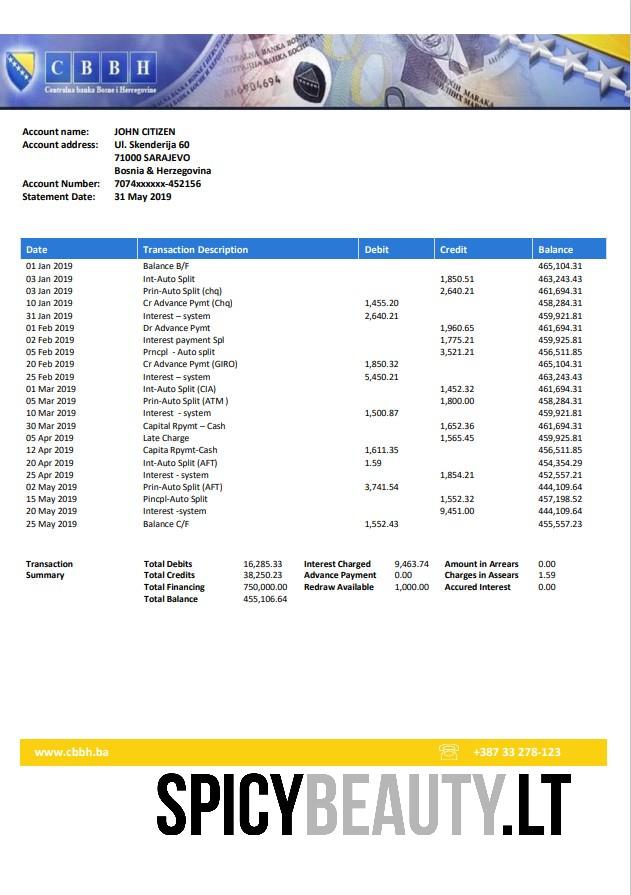 C B B H
Centralna banka Bosne i Hercegovine
Account name: JOHN CITIZEN
Account address: Ul. Skenderija 60
71000 SARAJEVO
Bosnia & Herzegovina
Account Number: 7074xxxxxx-452156
Statement Date: 31 May 2019
Date Transaction Description Debit Credit Balance
01 Jan 2019 Balance B/F 465,104.31
03 Jan 2019 Int-Auto Split 1,850.51 463,243.43
03 Jan 2019 Prin-Auto Split (chq) 2,640.21 461,694.31
10 Jan 2019 Cr Advance Pymt (Chq) 1,455.20 458,284.31
31 Jan 2019 Interest – system 2,640.21 459,921.81
01 Feb 2019 Dr Advance Pymt 1,960.65 461,694.31
02 Feb 2019 Interest payment Spl 1,775.21 459,925.81
05 Feb 2019 Prncpl - Auto split 3,521.21 456,511.85
20 Feb 2019 Cr Advance Pymt (GIRO) 1,850.32 465,104.31
25 Feb 2019 Interest – system 5,450.21 463,243.43
01 Mar 2019 Int-Auto Split (CIA) 1,452.32 461,694.31
05 Mar 2019 Prin-Auto Split (ATM ) 1,800.00 458,284.31
10 Mar 2019 Interest - system 1,500.87 459,921.81
30 Mar 2019 Capital Rpymt – Cash 1,652.36 461,694.31
05 Apr 2019 Late Charge 1,565.45 459,925.81
12 Apr 2019 Capita Rpymt-Cash 1,611.35 456,511.85
20 Apr 2019 Int-Auto Split (AFT) 1.59 454,354.29
25 Apr 2019 Interest - system 1,854.21 452,557.21
02 May 2019 Prin-Auto Split (AFT) 3,741.54 444,109.64
15 May 2019 Pincpl-Auto Split 1,552.32 457,198.52
20 May 2019 Interest -system 9,451.00 444,109.64
25 May 2019 Balance C/F 1,552.43 455,557.23
Transaction Total Debits 16,285.33 Interest Charged 9,463.74 Amount in Arrears 0.00
Summary Total Credits 38,250.23 Advance Payment 0.00 Charges in Assears 1.59
Total Financing 750,000.00 Redraw Available 1,000.00 Accured Interest 0.00
Total Balance 455,106.64
www.cbbh.ba +387 33 278-123
SPICYBEAUTY.LT